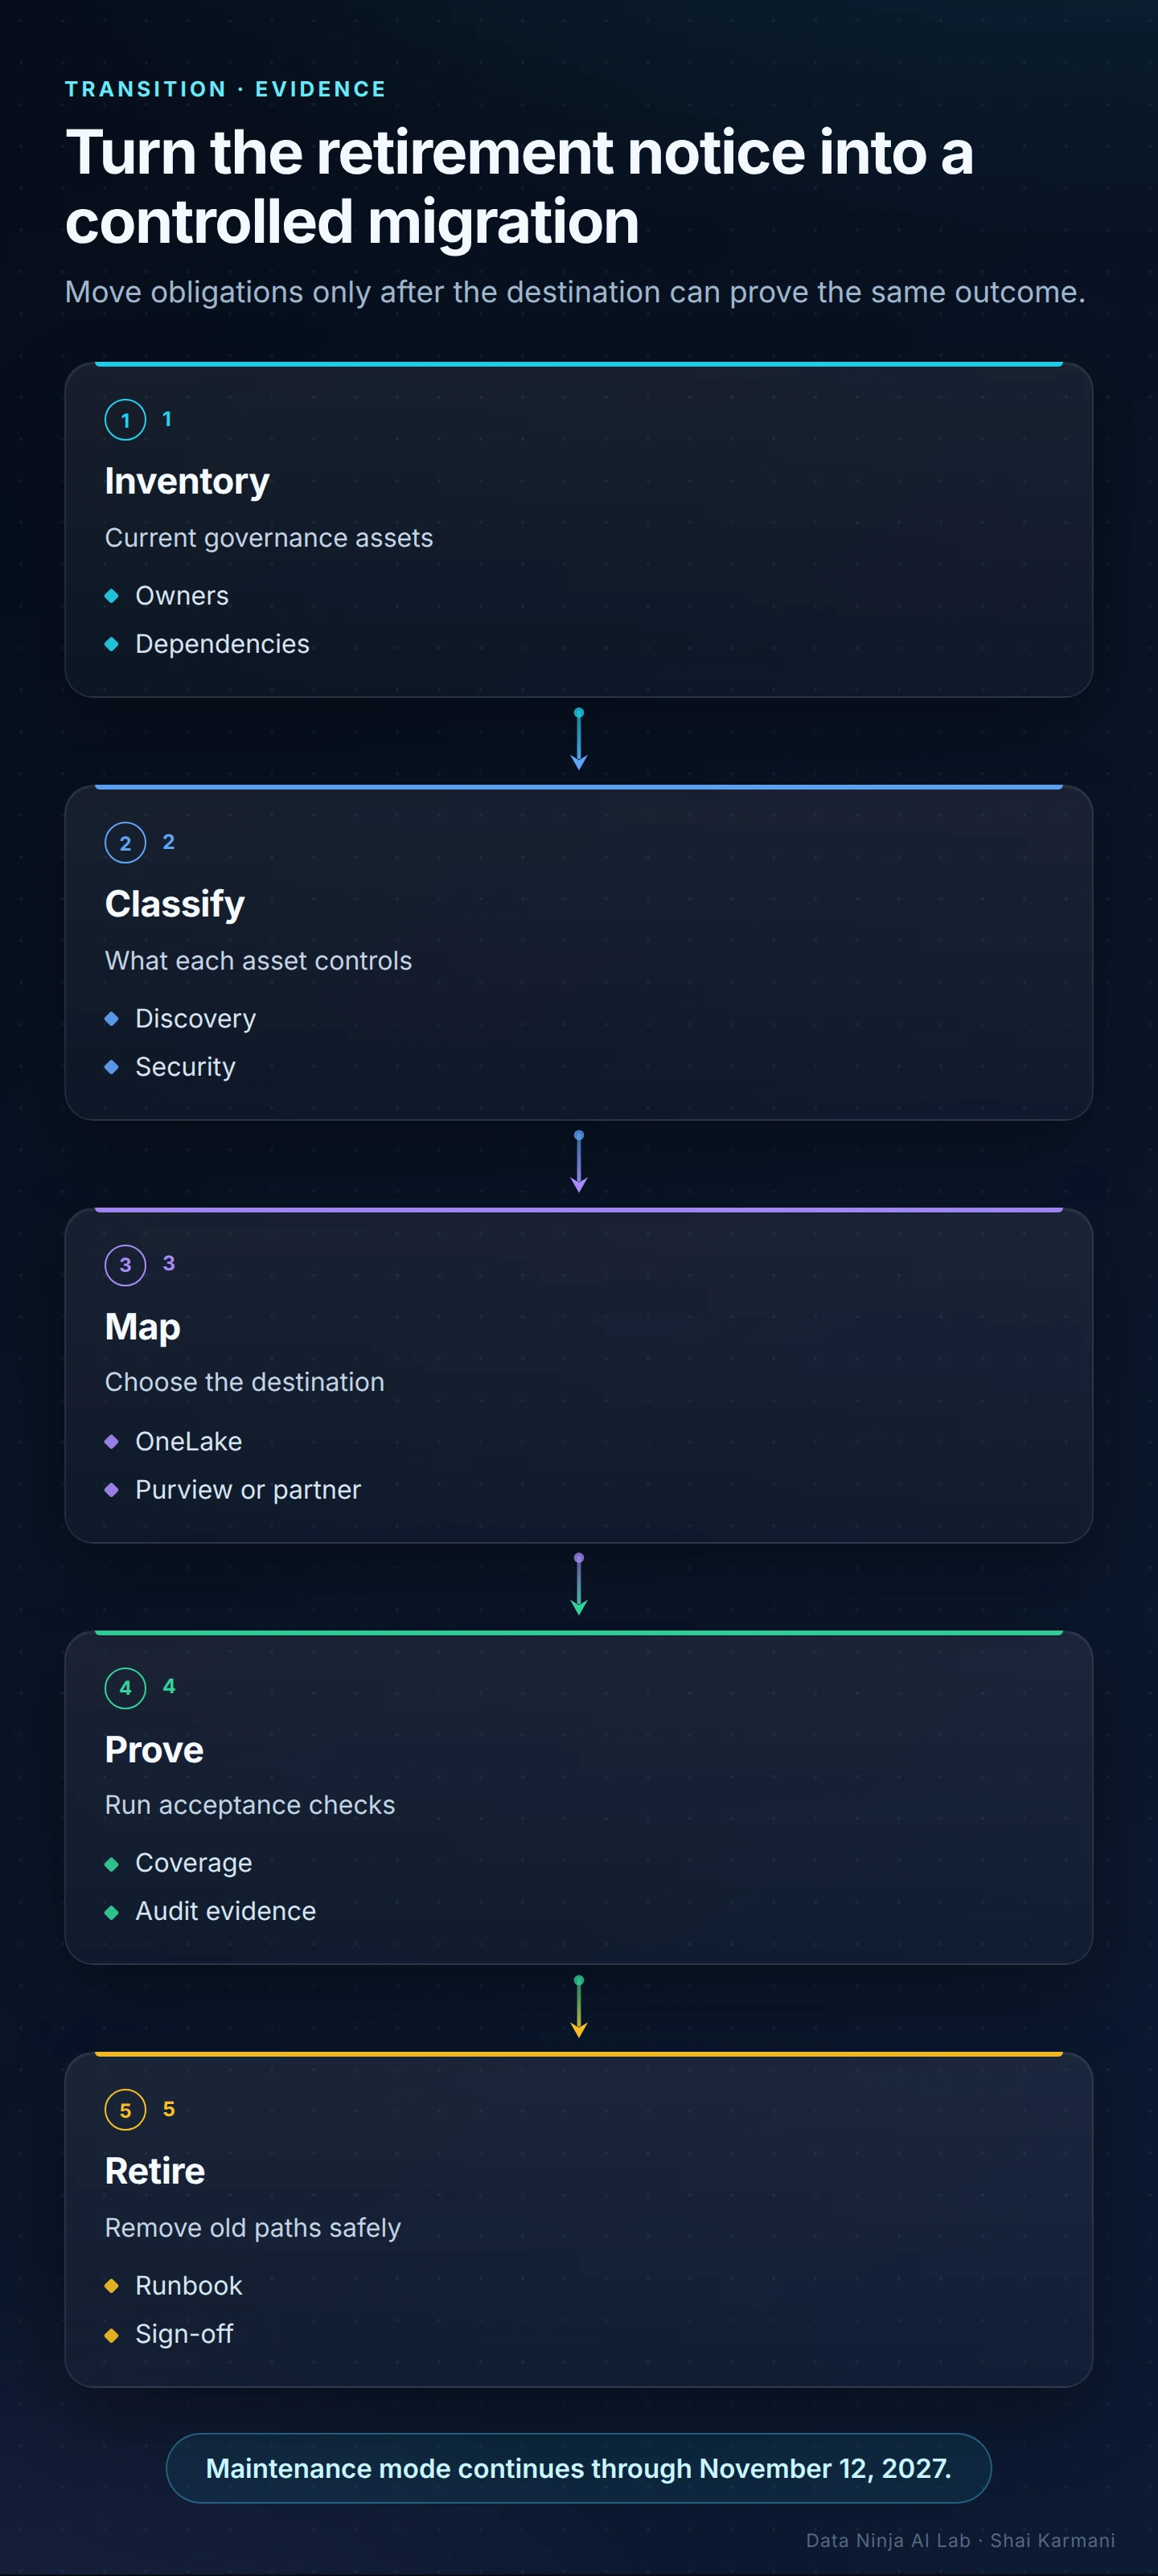 TRANSITION · EVIDENCE
Turn the retirement notice into a
controlled migration
Move obligations only after the destination can prove the same outcome.
1 1
Inventory
Current governance assets
Owners
Dependencies
2 2
Classify
What each asset controls
Discovery
Security
3 3
Map
Choose the destination
OneLake
Purview or partner
4 4
Prove
Run acceptance checks
Coverage
Audit evidence
5 5
Retire
Remove old paths safely
Runbook
Sign-off
Maintenance mode continues through November 12, 2027.
Data Ninja AI Lab · Shai Karmani